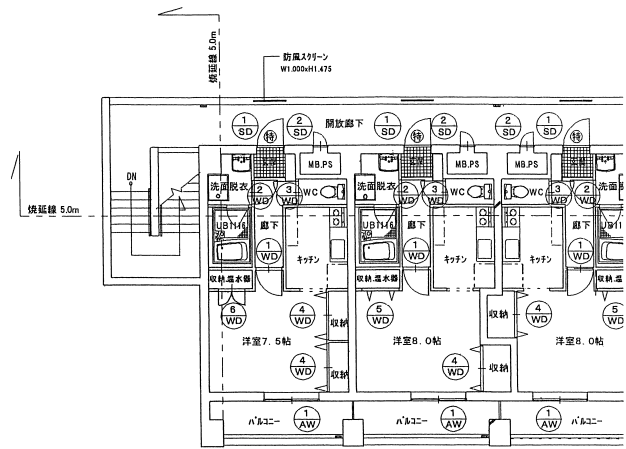 延焼線 5.0m
防風スクリーン
W1.000xH1.475
開放廊下
1 SD
特
2 SD
1 SD
特
2 SD
1 SD
特
MB.PS
MB.PS
MB.PS
DN
洗面 脱衣
2 WD
3 WD
WC
洗面 脱衣
2 WD
3 WD
WC
WC
3 WD
2 WD
洗面 脱
延焼線 5.0m
UB1116
廊下
1 WD
キッチン
UB1116
廊下
1 WD
キッチン
キッチン
廊下
1 WD
UB11
収納.温水器
収納.温水器
収納.温
6 WD
4 WD
収納
5 WD
収納
4 WD
5 WD
洋室7.5帖
洋室8.0帖
洋室8.0帖
4 WD
収納
4 WD
収納
バルコニー
1 AW
バルコニー
1 AW
1 AW
バルコニー